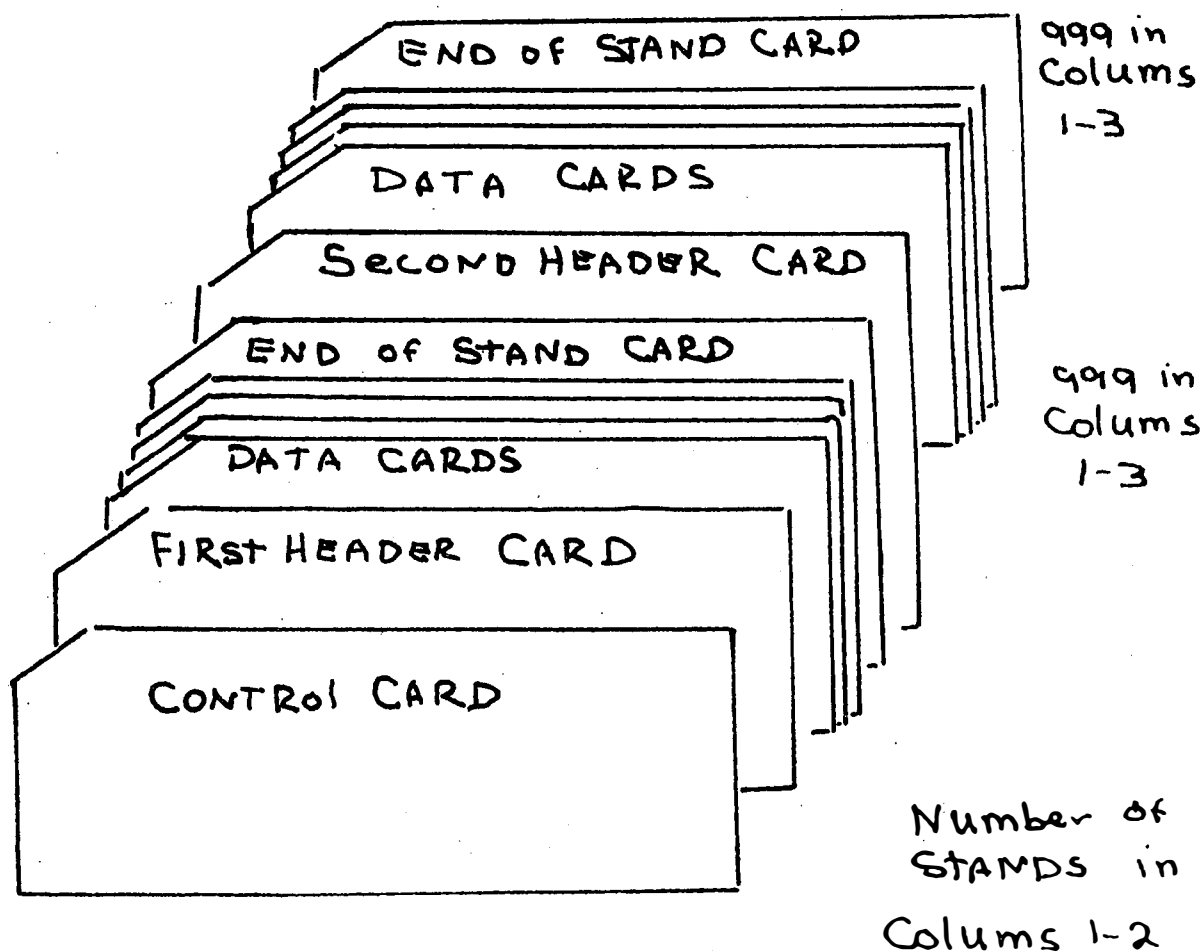 END OF STAND CARD
999 in
Colums
1-3
DATA CARDS
SECOND HEADER CARD
END OF STAND CARD
999 in
Colums
1-3
DATA CARDS
FIRST HEADER CARD
CONTROL CARD
Number of
STANDS in
Colums 1-2